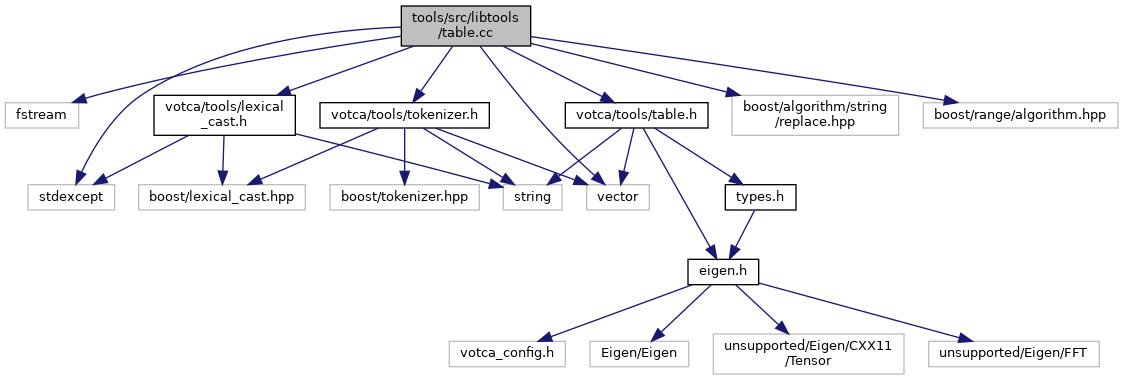 tools/src/libtools
/table.cc
fstream
votca/tools/lexical
_cast.h
votca/tools/tokenizer.h
votca/tools/table.h
boost/algorithm/string
/replace.hpp
boost/range/algorithm.hpp
stdexcept
boost/lexical_cast.hpp
boost/tokenizer.hpp
string
vector
types.h
eigen.h
votca_config.h
Eigen/Eigen
unsupported/Eigen/CXX11
/Tensor
unsupported/Eigen/FFT